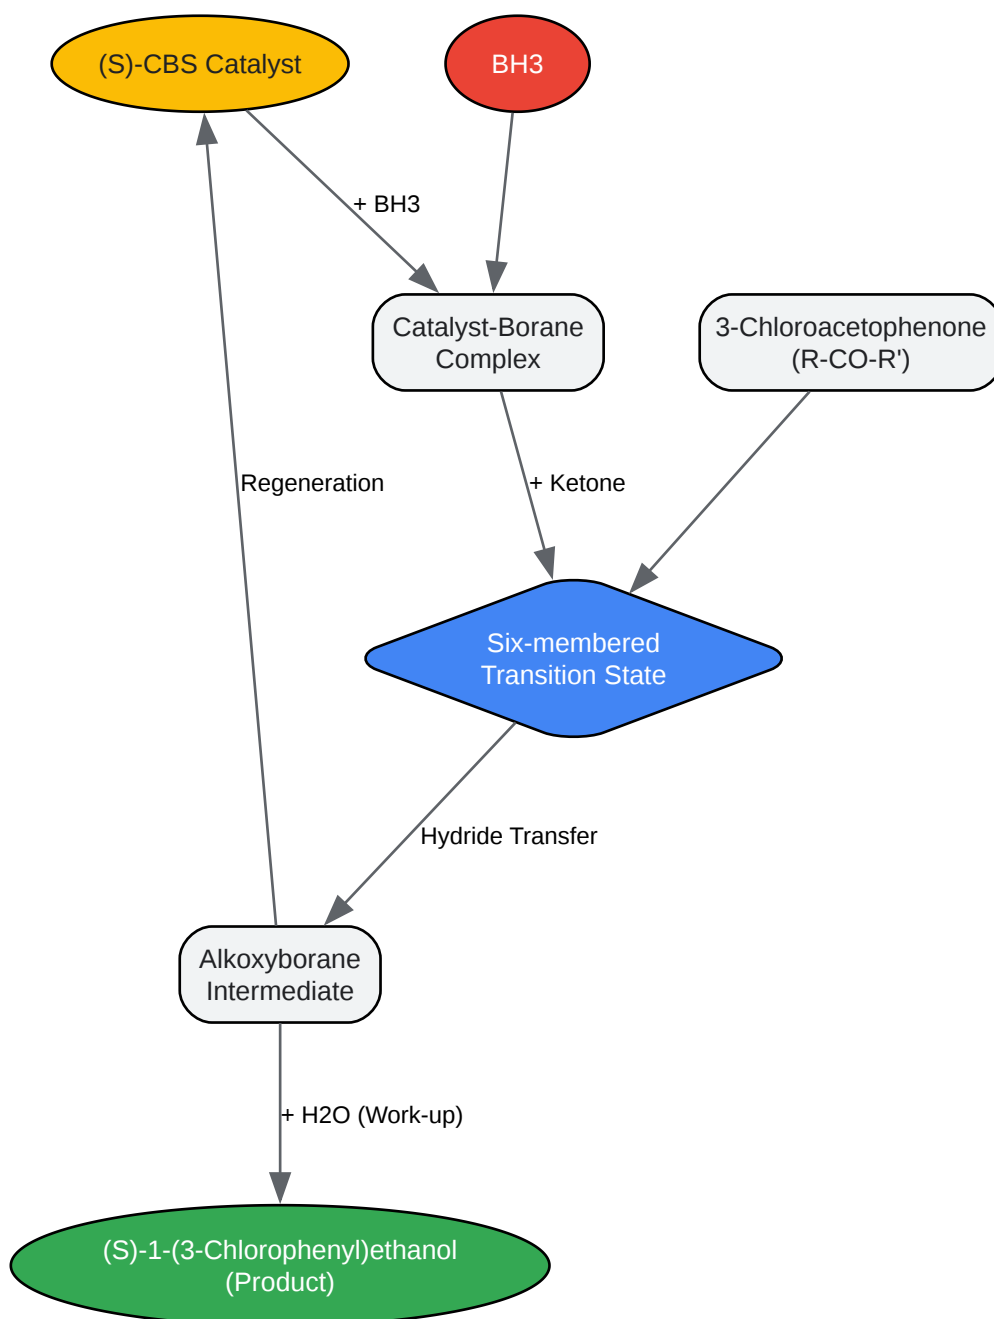 (S)-CBS Catalyst
BH3
+ BH3
Catalyst-Borane
Complex
3-Chloroacetophenone
(R-CO-R')
Regeneration
+ Ketone
Six-membered
Transition State
Hydride Transfer
Alkoxyborane
Intermediate
+ H2O (Work-up)
(S)-1-(3-Chlorophenyl)ethanol
(Product)